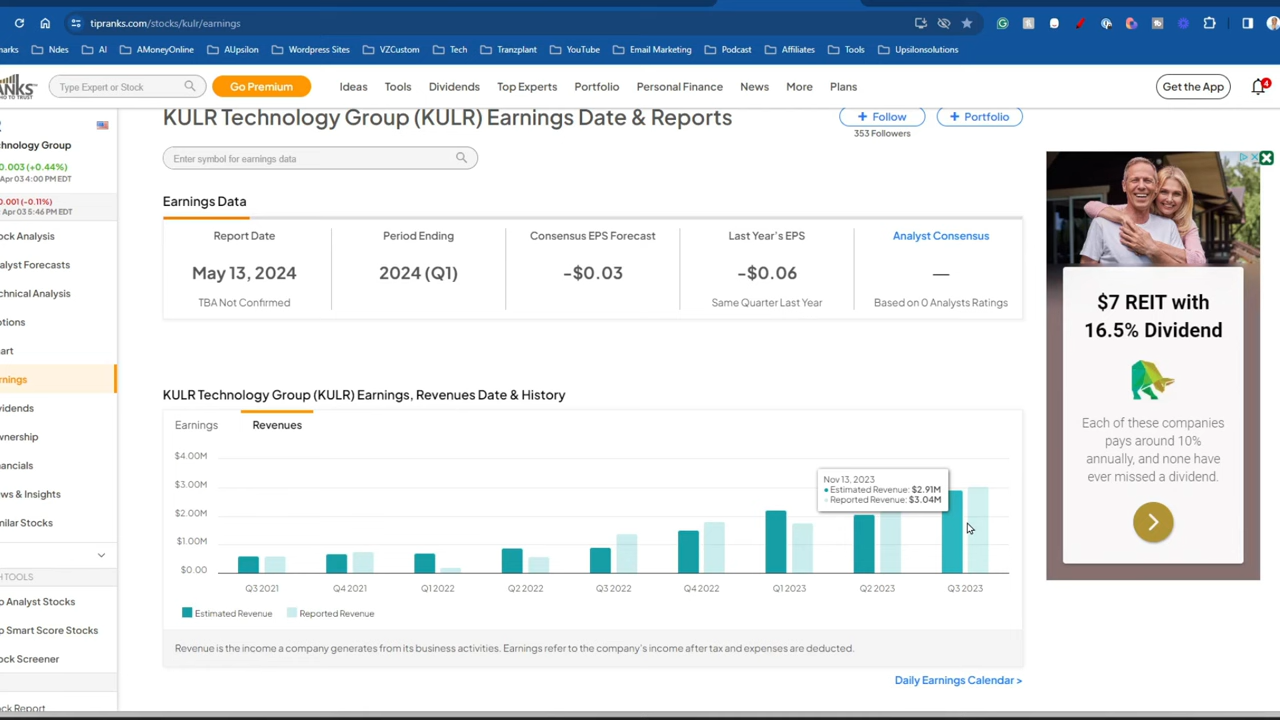 tipranks.com/stocks/kulr/earnings
Ndes AI AMoneyOnline AUpsilon Wordpress Sites VZCustom Tech Tranzplant YouTube Email Marketing Podcast Affiliates Tools Upsilonsolutions
Type Expert or Stock Go Premium Ideas Tools Dividends Top Experts Portfolio Personal Finance News More Plans Get the App 4
KULR Technology Group (KULR) Earnings Date & Reports
+ Follow + Portfolio
353 Followers
Enter symbol for earnings data
hnology Group
0.003 (+0.44%)
Apr 03 4:00 PM EDT
0.001 (-0.11%)
Apr 03 5:46 PM EDT
ock Analysis
alyst Forecasts
chnical Analysis
tions
art
rnings
vidends
wnership
nancials
ws & Insights
milar Stocks
H TOOLS
p Analyst Stocks
p Smart Score Stocks
ock Screener
ock Report
Earnings Data
Report Date Period Ending Consensus EPS Forecast Last Year's EPS Analyst Consensus
May 13, 2024 2024 (Q1) -$0.03 -$0.06 —
TBA Not Confirmed Same Quarter Last Year Based on 0 Analysts Ratings
KULR Technology Group (KULR) Earnings, Revenues Date & History
Earnings Revenues
$4.00M
$3.00M
$2.00M
$1.00M
$0.00
Nov 13, 2023
Estimated Revenue: $2.91M
Reported Revenue: $3.04M
Q3 2021 Q4 2021 Q1 2022 Q2 2022 Q3 2022 Q4 2022 Q1 2023 Q2 2023 Q3 2023
Estimated Revenue Reported Revenue
Revenue is the income a company generates from its business activities. Earnings refer to the company's income after tax and expenses are deducted.
Daily Earnings Calendar >
$7 REIT with
16.5% Dividend
Each of these companies
pays around 10%
annually, and none have
ever missed a dividend.